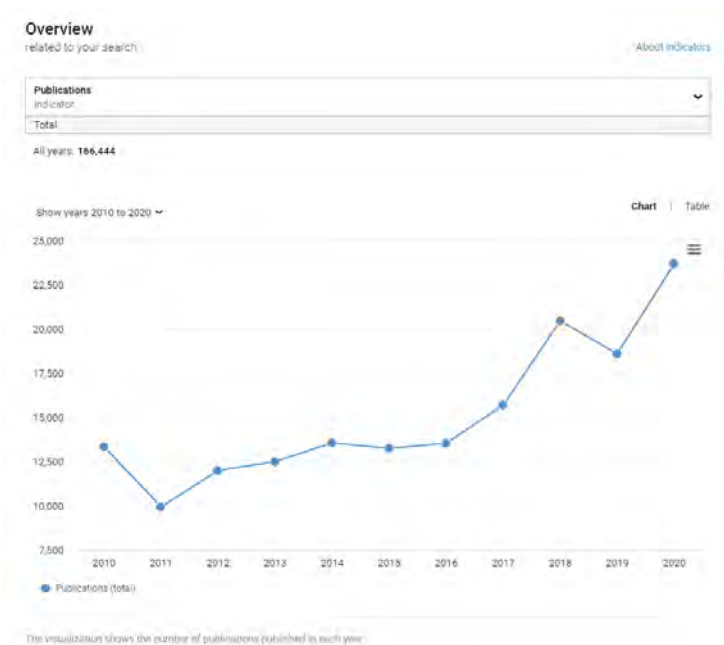 Overview
related to your search
About indicators
Publications
indicator
Total
All years: 166,444
Show years 2010 to 2020
Chart | Table
25,000
22,500
20,000
17,500
15,000
12,500
10,000
7,500
2010 2011 2012 2013 2014 2015 2016 2017 2018 2019 2020
Publications (total)
The visualization shows the number of publications published in each year.